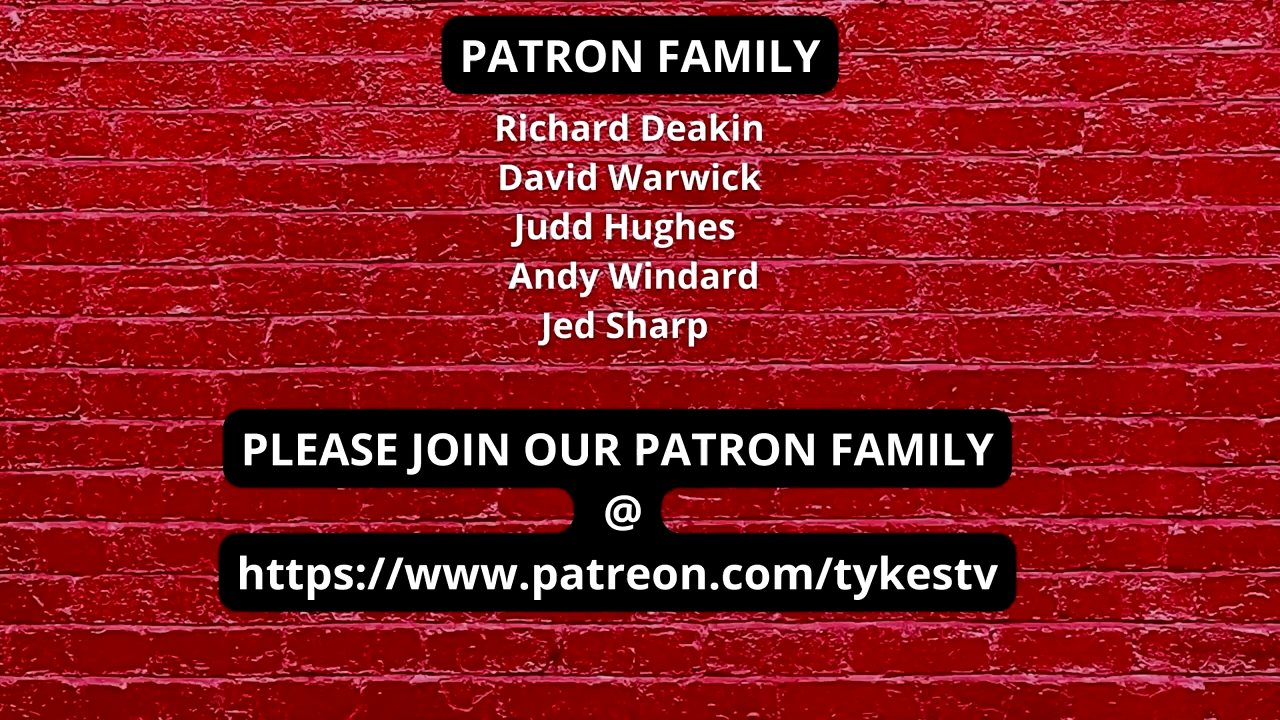 PATRON FAMILY
Richard Deakin
David Warwick
Judd Hughes
Andy Windard
Jed Sharp
PLEASE JOIN OUR PATRON FAMILY
@
https://www.patreon.com/tykestv